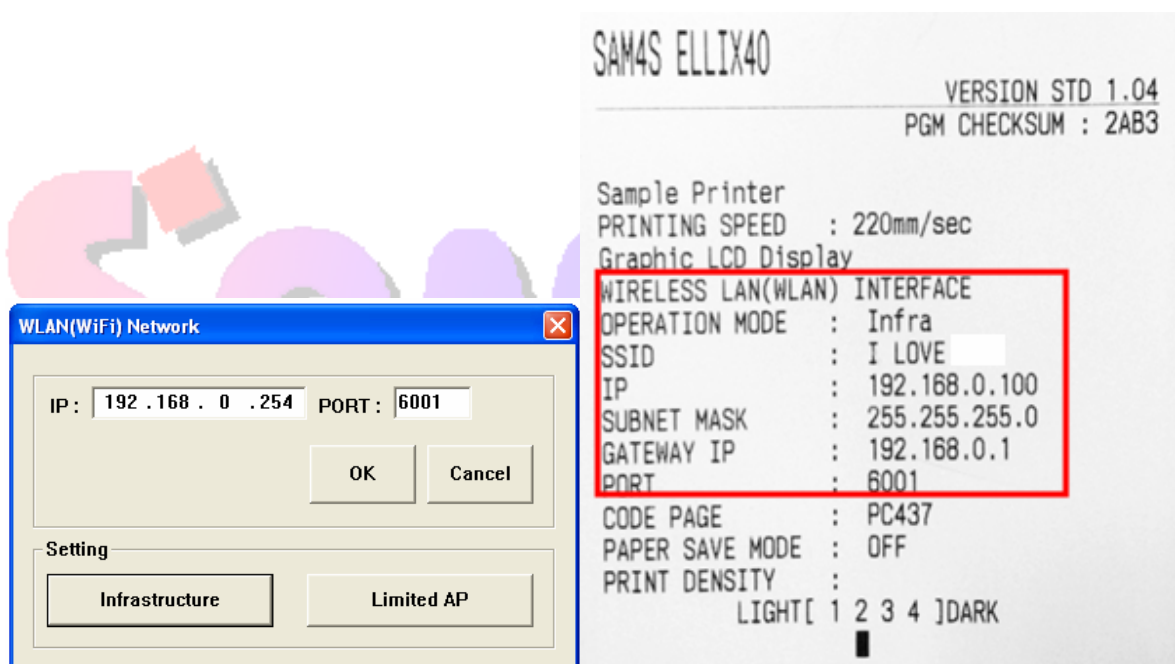 WLAN(WiFi) Network
IP : 192 .168 . 0 .254 PORT : 6001
OK Cancel
Setting
Infrastructure Limited AP
SAM4S ELLIX40
VERSION STD 1.04
PGM CHECKSUM : 2AB3
Sample Printer
PRINTING SPEED : 220mm/sec
Graphic LCD Display
WIRELESS LAN(WLAN) INTERFACE
OPERATION MODE : Infra
SSID : I LOVE
IP : 192.168.0.100
SUBNET MASK : 255.255.255.0
GATEWAY IP : 192.168.0.1
PORT : 6001
CODE PAGE : PC437
PAPER SAVE MODE : OFF
PRINT DENSITY :
LIGHT[ 1 2 3 4 ]DARK